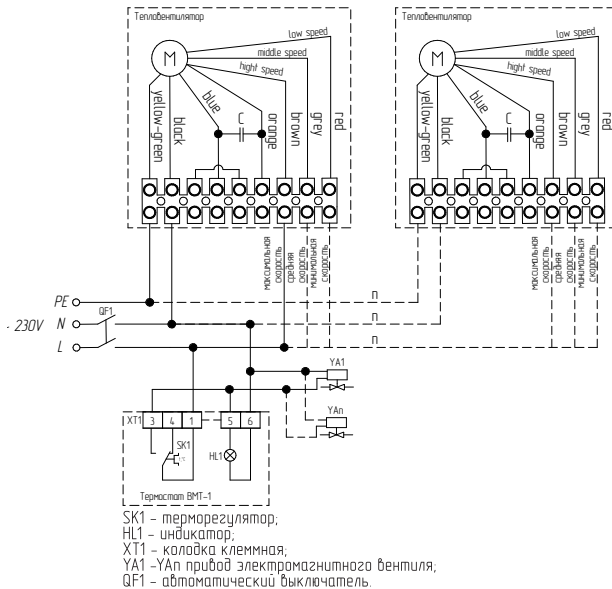 Тепловентилятор
Тепловентилятор
M
low speed
middle speed
hight speed
yellow-green
black
blue
C
orange
brown
grey
red
M
low speed
middle speed
hight speed
yellow-green
black
blue
C
orange
brown
grey
red
максимальная
скорость
средняя
скорость
минимальная
скорость
максимальная
скорость
средняя
скорость
минимальная
скорость
PE
n
QF1
~ 230V
N
n
L
n
YA1
YAn
XT1 3 4 1 5 6
SK1
t°C
HL1
Термостат ВМТ-1
SK1 - терморегулятор;
HL1 - индикатор;
XT1 - колодка клеммная;
YA1 -YAn привод электромагнитного вентиля;
QF1 - автоматический выключатель.